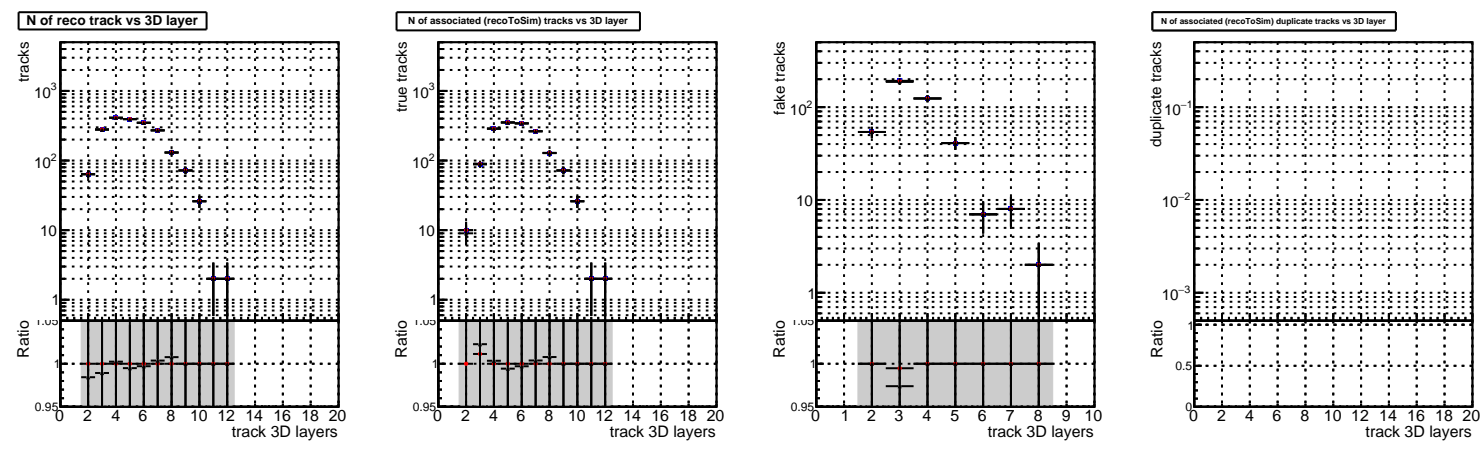 N of reco track vs 3D layer
tracks
10³
10²
10
1
Ratio
1.05
1
0.95
0 2 4 6 8 10 12 14 16 18 20
track 3D layers
N of associated (recoToSim) tracks vs 3D layer
true tracks
10³
10²
10
1
Ratio
1.05
1
0.95
0 2 4 6 8 10 12 14 16 18 20
track 3D layers
fake tracks
10²
10
1
Ratio
1.05
1
0.95
0 1 2 3 4 5 6 7 8 9 10
track 3D layers
N of associated (recoToSim) duplicate tracks vs 3D layer
duplicate tracks
10⁻¹
10⁻²
10⁻³
Ratio
1
0.5
0
0 2 4 6 8 10 12 14 16 18 20
track 3D layers